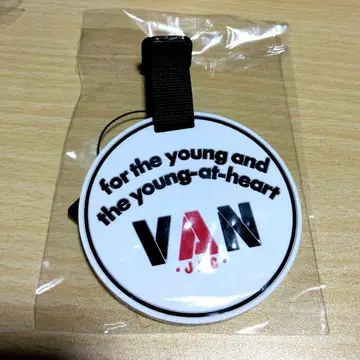 for the young and
the young-at-heart
VAN
·JAC·